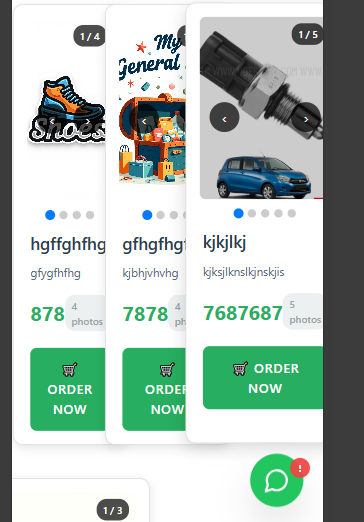 1 / 4
Shoes
hgffghfhg
gfygfhfhg
878
4
photos
ORDER
NOW
My
General
gfhgfhgf
kjbhjvhvhg
7878
4
photos
ORDER
NOW
1 / 5
kjkjlkj
kjksjlknslkjnskjis
7687687
5
photos
ORDER
NOW
!
1 / 3